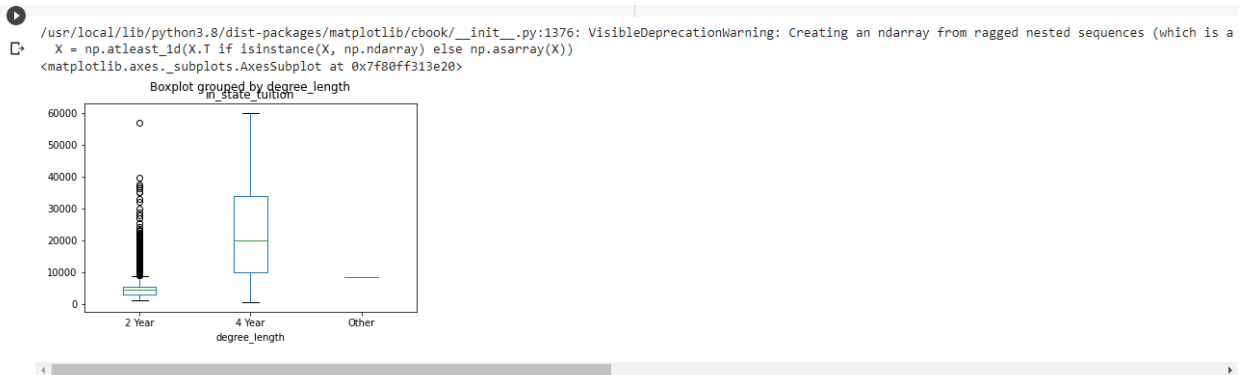 /usr/local/lib/python3.8/dist-packages/matplotlib/cbook/__init__.py:1376: VisibleDeprecationWarning: Creating an ndarray from ragged nested sequences (which is a
  X = np.atleast_1d(X.T if isinstance(X, np.ndarray) else np.asarray(X))
<matplotlib.axes._subplots.AxesSubplot at 0x7f80ff313e20>
Boxplot grouped by degree_length
in_state_tuition
60000
50000
40000
30000
20000
10000
0
2 Year 4 Year Other
degree_length